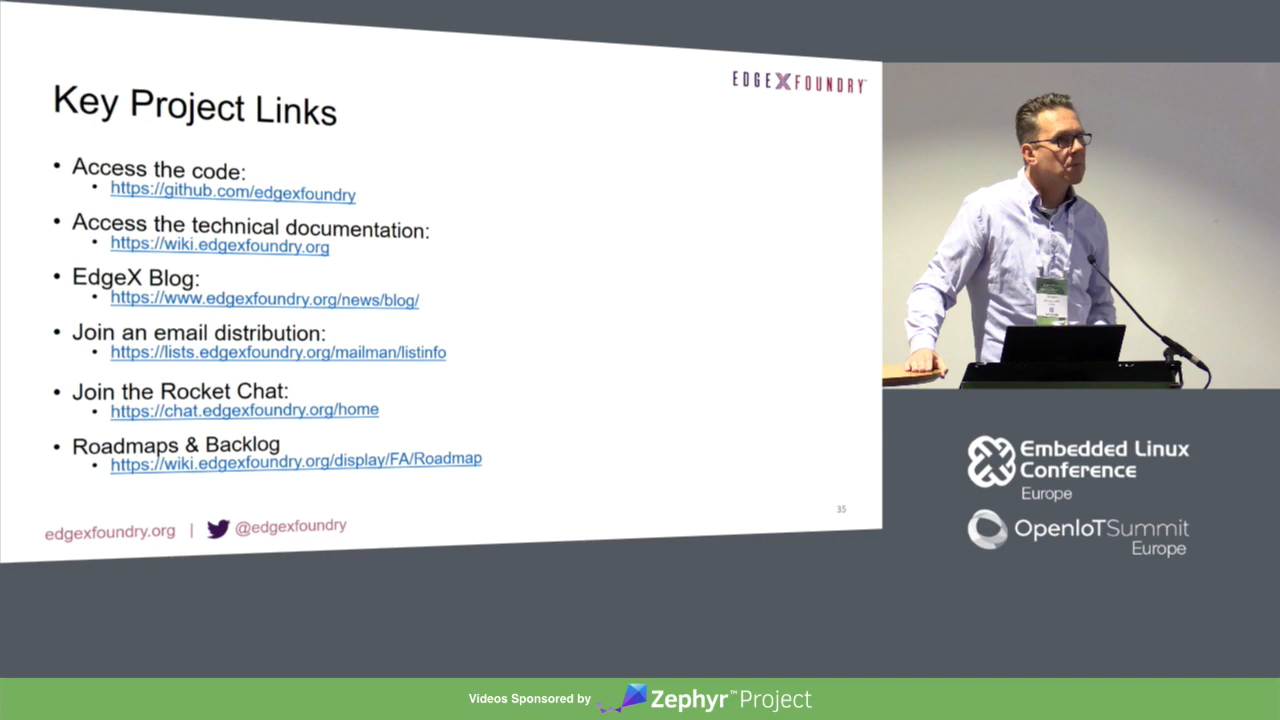 EDGE X FOUNDRY™
Key Project Links
• Access the code:
• https://github.com/edgexfoundry
• Access the technical documentation:
• https://wiki.edgexfoundry.org
• EdgeX Blog:
• https://www.edgexfoundry.org/news/blog/
• Join an email distribution:
• https://lists.edgexfoundry.org/mailman/listinfo
• Join the Rocket Chat:
• https://chat.edgexfoundry.org/home
• Roadmaps & Backlog
• https://wiki.edgexfoundry.org/display/FA/Roadmap
35
edgexfoundry.org | @edgexfoundry
Embedded Linux
Conference
Europe
OpenIoTSummit
Europe
Videos Sponsored by Zephyr™Project